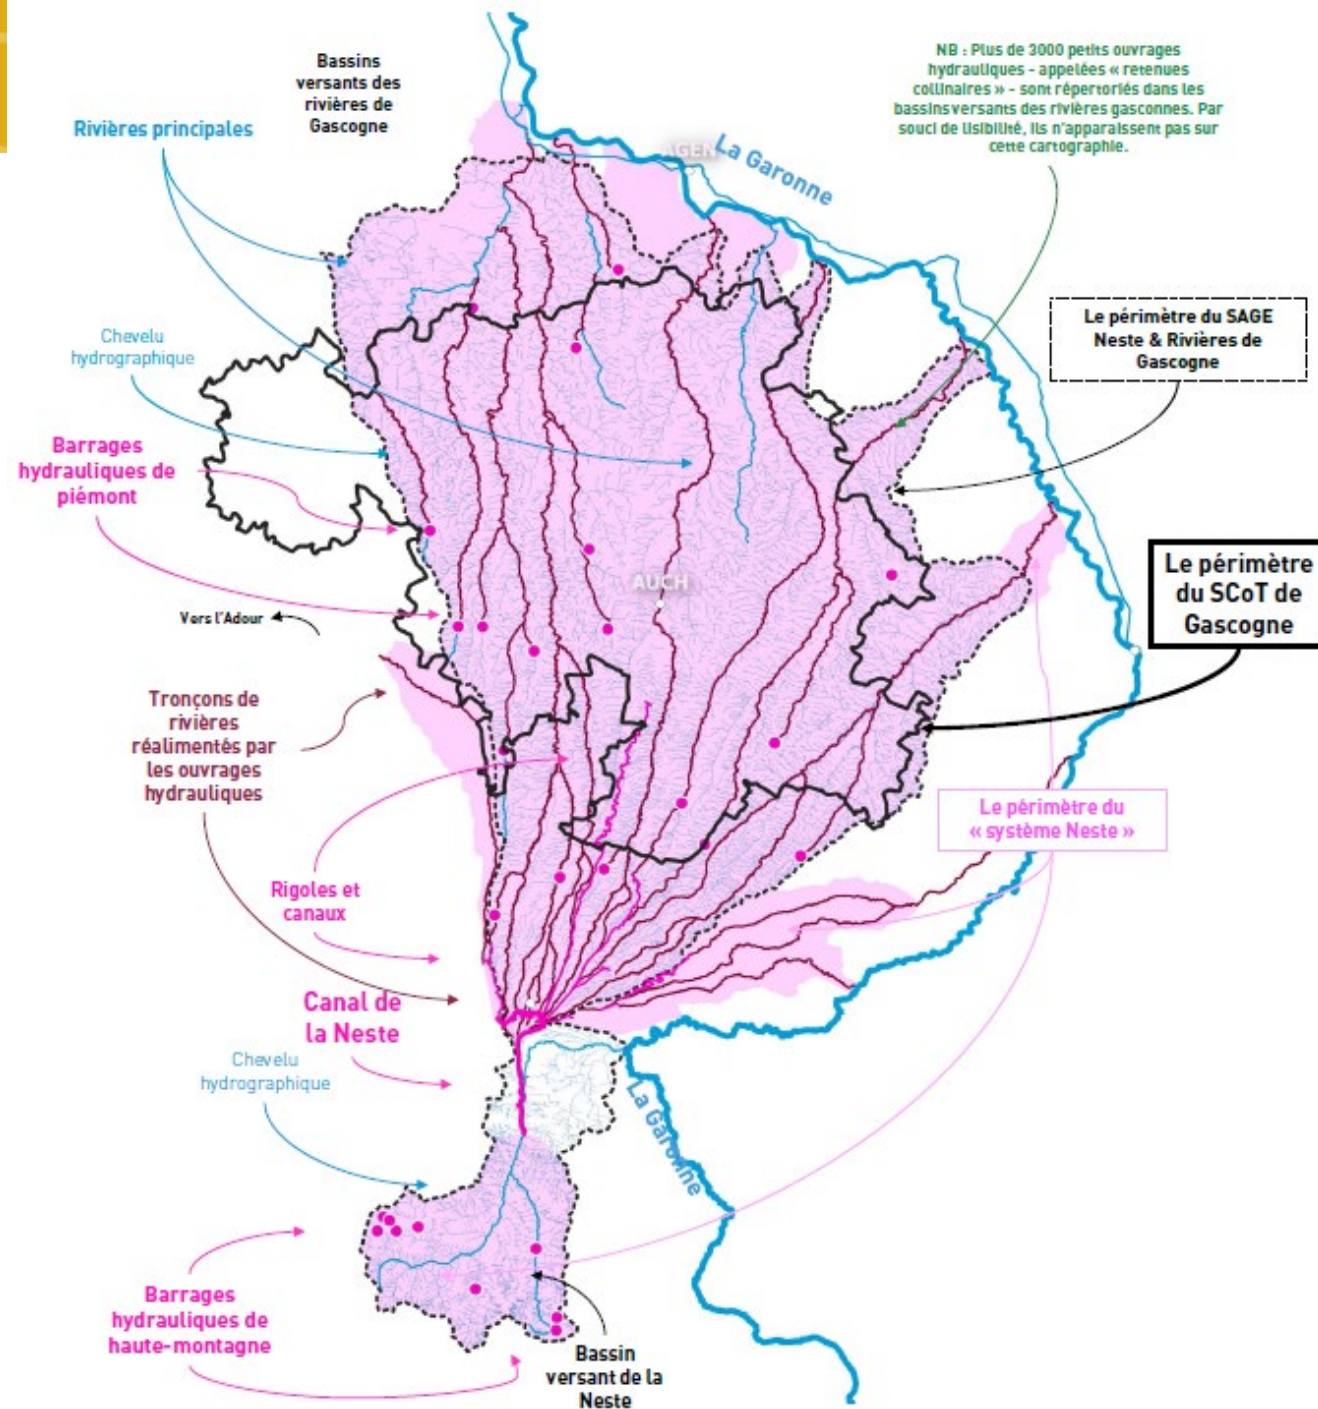 Bassins
versants des
rivières de
Gascogne
NB : Plus de 3000 petits ouvrages
hydrauliques - appelées « retenues
collinaires » - sont répertoriés dans les
bassins versants des rivières gasconnes. Par
souci de lisibilité, ils n'apparaissent pas sur
cette cartographie.
Rivières principales
AGEN
La Garonne
Le périmètre du SAGE
Neste & Rivières de
Gascogne
Chevelu
hydrographique
Barrages
hydrauliques de
piémont
Le périmètre
du SCoT de
Gascogne
AUCH
Vers l'Adour
Tronçons de
rivières
réalimentés par
les ouvrages
hydrauliques
Le périmètre du
« système Neste »
Rigoles et
canaux
Canal de
la Neste
Chevelu
hydrographique
La Garonne
Barrages
hydrauliques de
haute-montagne
Bassin
versant de la
Neste